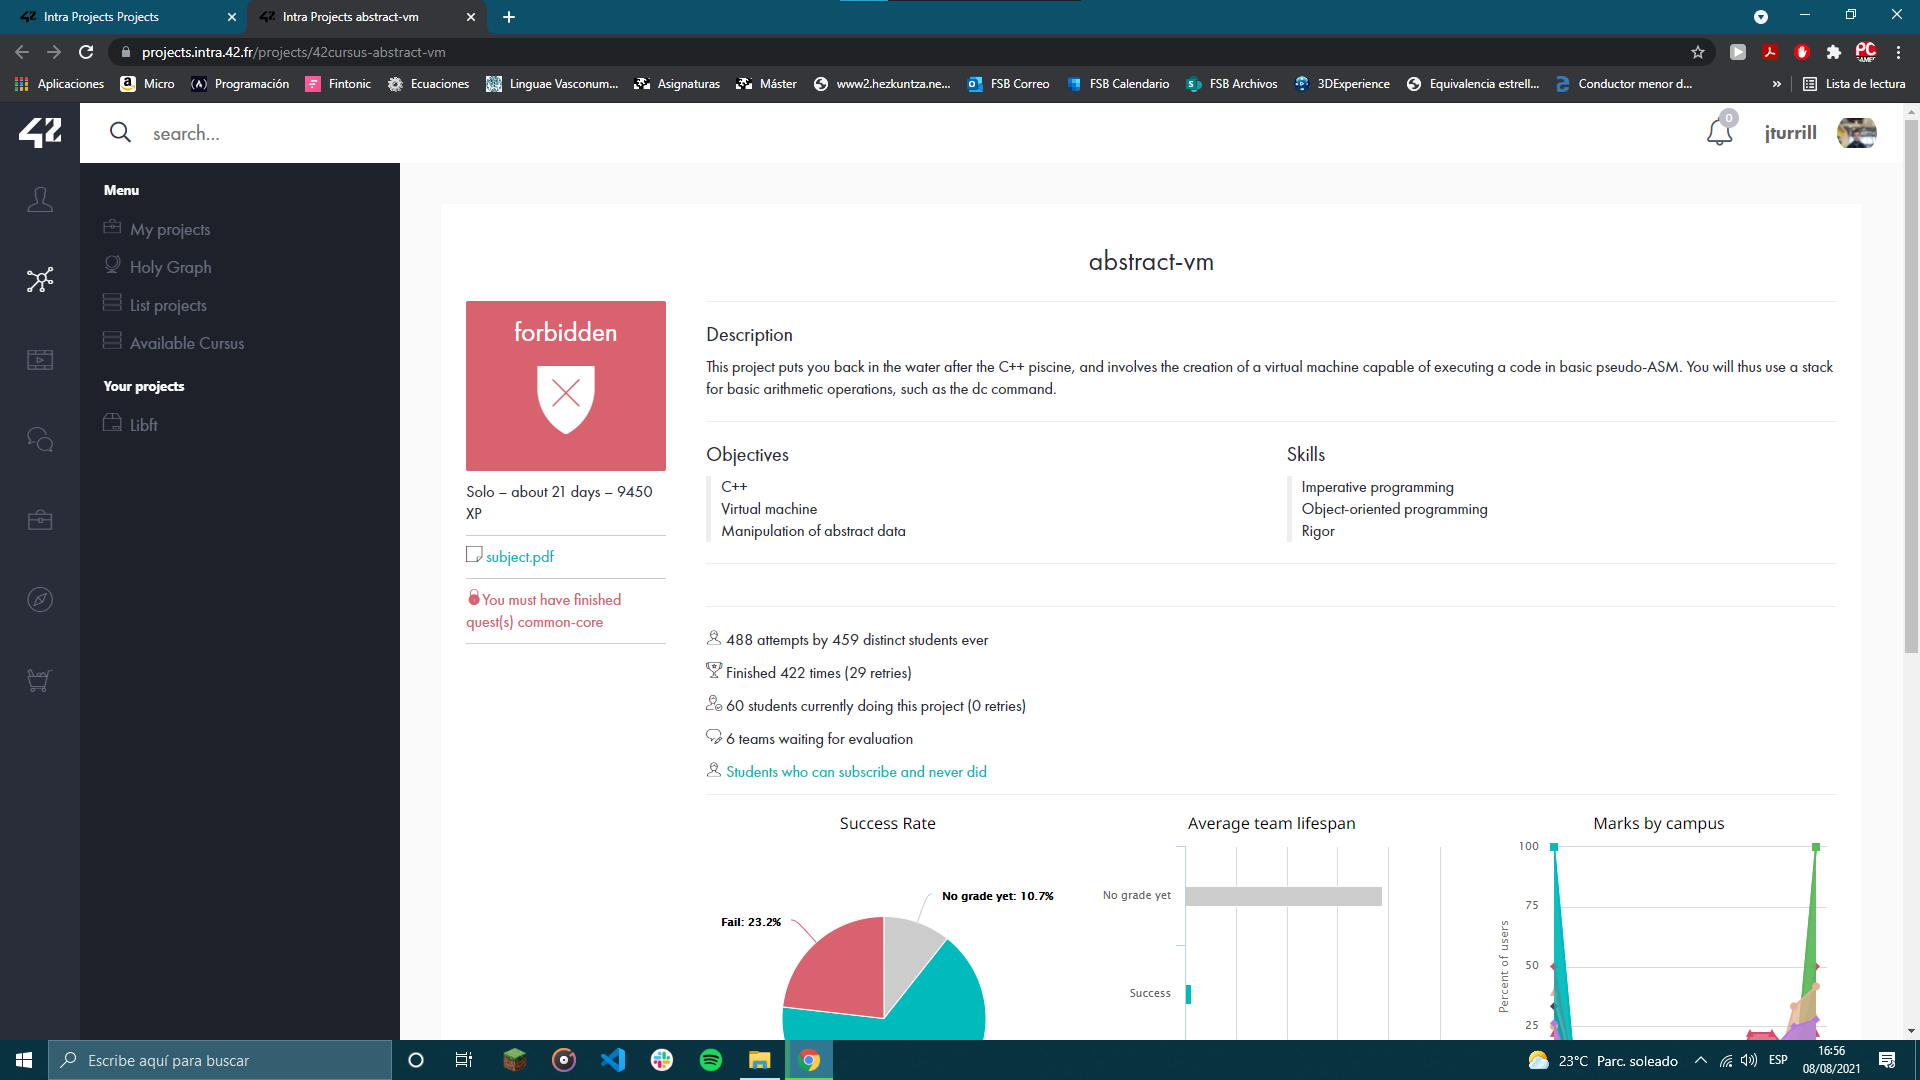 Intra Projects Projects
Intra Projects abstract-vm
projects.intra.42.fr/projects/42cursus-abstract-vm
Aplicaciones
Micro
Programación
Fintonic
Ecuaciones
Linguae Vasconum...
Asignaturas
Máster
www2.hezkuntza.ne...
FSB Correo
FSB Calendario
FSB Archivos
3DExperience
Equivalencia estrell...
Conductor menor d...
»
Lista de lectura
42
search...
0
jturrill
Menu
My projects
Holy Graph
List projects
Available Cursus
Your projects
Libft
abstract-vm
forbidden
Solo – about 21 days – 9450
XP
subject.pdf
You must have finished
quest(s) common-core
Description
This project puts you back in the water after the C++ piscine, and involves the creation of a virtual machine capable of executing a code in basic pseudo-ASM. You will thus use a stack
for basic arithmetic operations, such as the dc command.
Objectives
C++
Virtual machine
Manipulation of abstract data
Skills
Imperative programming
Object-oriented programming
Rigor
488 attempts by 459 distinct students ever
Finished 422 times (29 retries)
60 students currently doing this project (0 retries)
6 teams waiting for evaluation
Students who can subscribe and never did
Success Rate
No grade yet: 10.7%
Fail: 23.2%
Average team lifespan
No grade yet
Success
Marks by campus
Percent of users
100
75
50
25
Escribe aquí para buscar
23°C Parc. soleado
ESP
16:56
08/08/2021